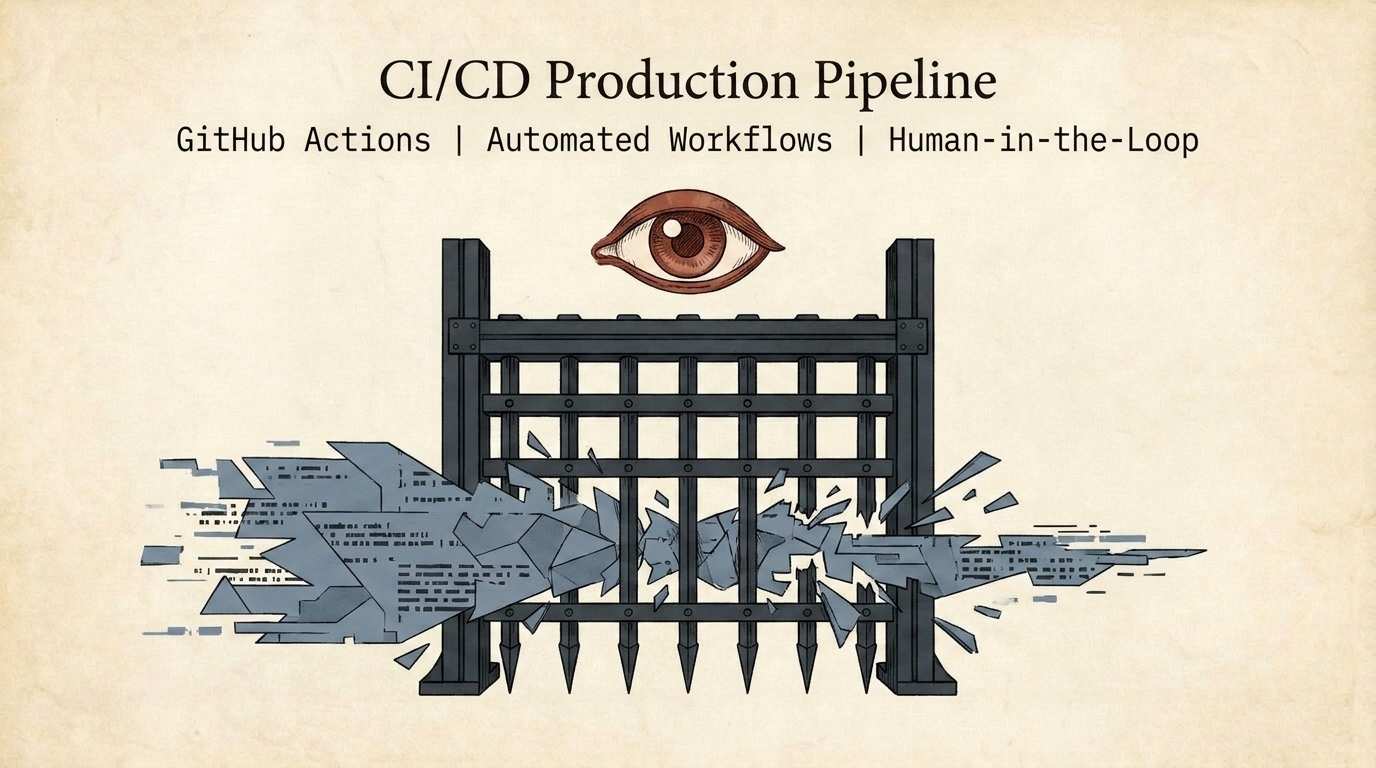 CI/CD Production Pipeline
GitHub Actions | Automated Workflows | Human-in-the-Loop